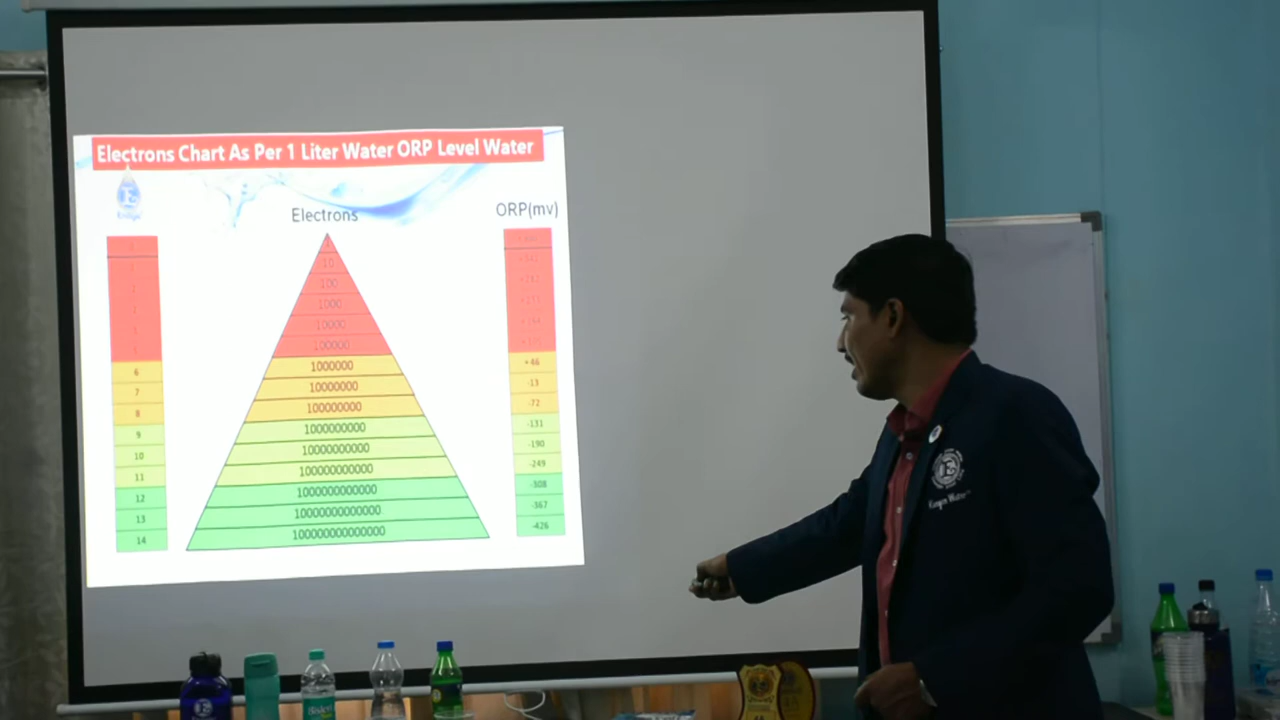 Electrons Chart As Per 1 Liter Water ORP Level Water
Electrons
ORP(mv)
10
100
1000
10000
100000
6 1000000 +46
7 10000000 -13
8 100000000 -72
9 1000000000 -131
10 10000000000 -190
11 100000000000 -249
12 1000000000000 -308
13 10000000000000 -367
14 100000000000000 -426
E
Kangen Water